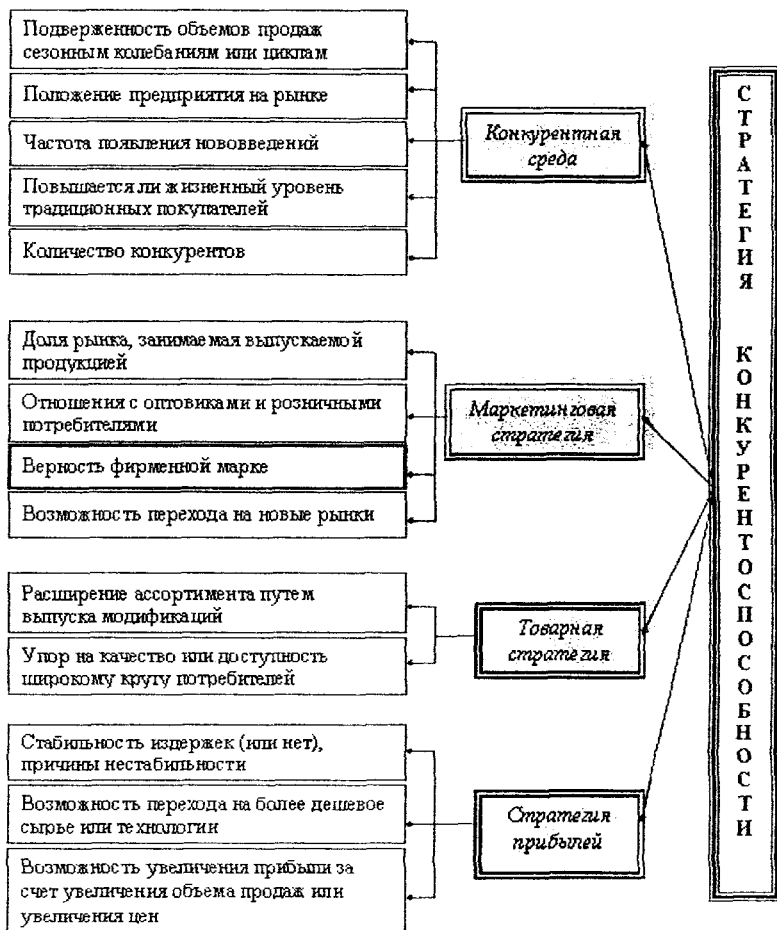 Подверженность объемов продаж
сезонным колебаниям или циклам
Положение предприятия на рынке
Частота появления нововведений
Повышается ли жизненный уровень
традиционных покупателей
Количество конкурентов
Конкурентная
среда
Доля рынка, занимаемая выпускаемой
продукцией
Отношения с оптовиками и розничными
потребителями
Верность фирменной марке
Возможность перехода на новые рынки
Маркетинговая
стратегия
Расширение ассортимента путем
выпуска модификаций
Упор на качество или доступность
широкому кругу потребителей
Товарная
стратегия
Стабильность издержек (или нет),
причины нестабильности
Возможность перехода на более дешевое
сырье или технологии
Возможность увеличения прибыли за
счет увеличения объема продаж или
увеличения цен
Стратегия
прибылей
СТРАТЕГИЯ КОНКУРЕНТОСПОСОБНОСТИ